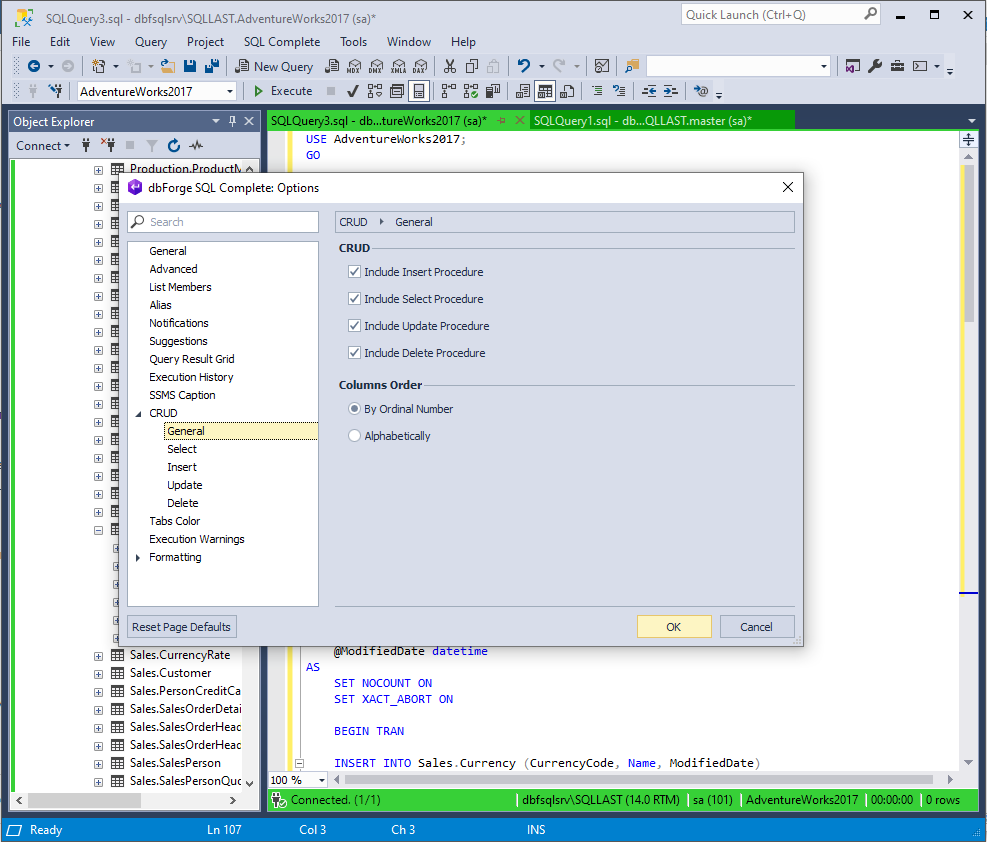 SQLQuery3.sql - dbfsqlsrv\SQLLAST.AdventureWorks2017 (sa)*
Quick Launch (Ctrl+Q)
File Edit View Query Project SQL Complete Tools Window Help
New Query
MDX DMX XMLA DAX
AdventureWorks2017
Execute
Object Explorer
SQLQuery3.sql - db...tureWorks2017 (sa)*
SQLQuery1.sql - db...QLLAST.master (sa)*
Connect
USE AdventureWorks2017;
GO
Production.ProductM
dbForge SQL Complete: Options
Search
General
Advanced
List Members
Alias
Notifications
Suggestions
Query Result Grid
Execution History
SSMS Caption
CRUD
General
Select
Insert
Update
Delete
Tabs Color
Execution Warnings
Formatting
CRUD General
CRUD
Include Insert Procedure
Include Select Procedure
Include Update Procedure
Include Delete Procedure
Columns Order
By Ordinal Number
Alphabetically
Reset Page Defaults
OK
Cancel
Sales.CurrencyRate
Sales.Customer
Sales.PersonCreditCa
Sales.SalesOrderDetai
Sales.SalesOrderHead
Sales.SalesOrderHead
Sales.SalesPerson
Sales.SalesPersonQuo
@ModifiedDate datetime
AS
SET NOCOUNT ON
SET XACT_ABORT ON
BEGIN TRAN
INSERT INTO Sales.Currency (CurrencyCode, Name, ModifiedDate)
100 %
Connected. (1/1)
dbfsqlsrv\SQLLAST (14.0 RTM)
sa (101)
AdventureWorks2017
00:00:00
0 rows
Ready
Ln 107
Col 3
Ch 3
INS